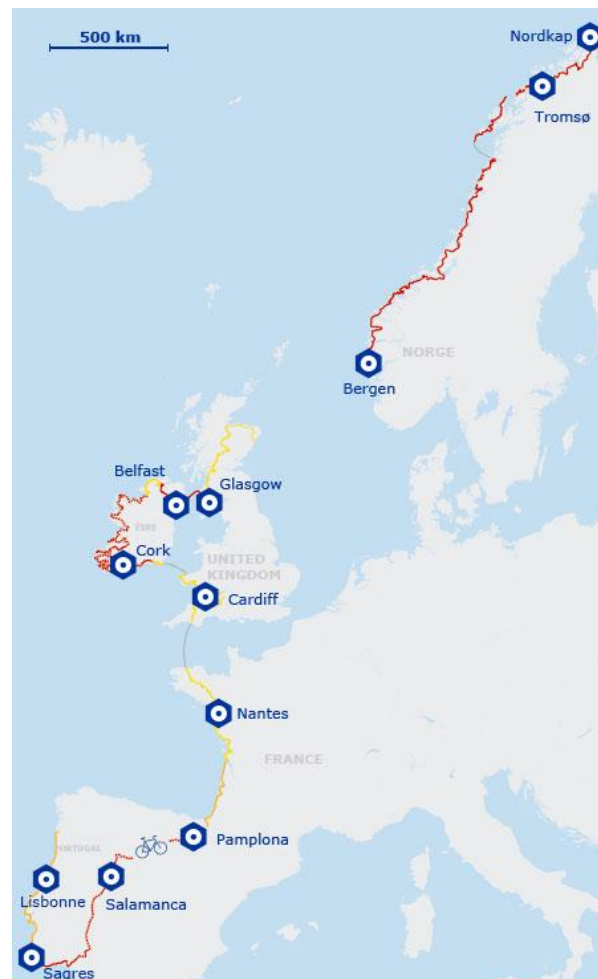 500 km
Nordkap
Tromsø
NORGE
Bergen
Belfast
Glasgow
ÉIRE
Cork
UNITED
KINGDOM
Cardiff
Nantes
FRANCE
Pamplona
PORTUGAL
Lisbonne
Salamanca
Sagres